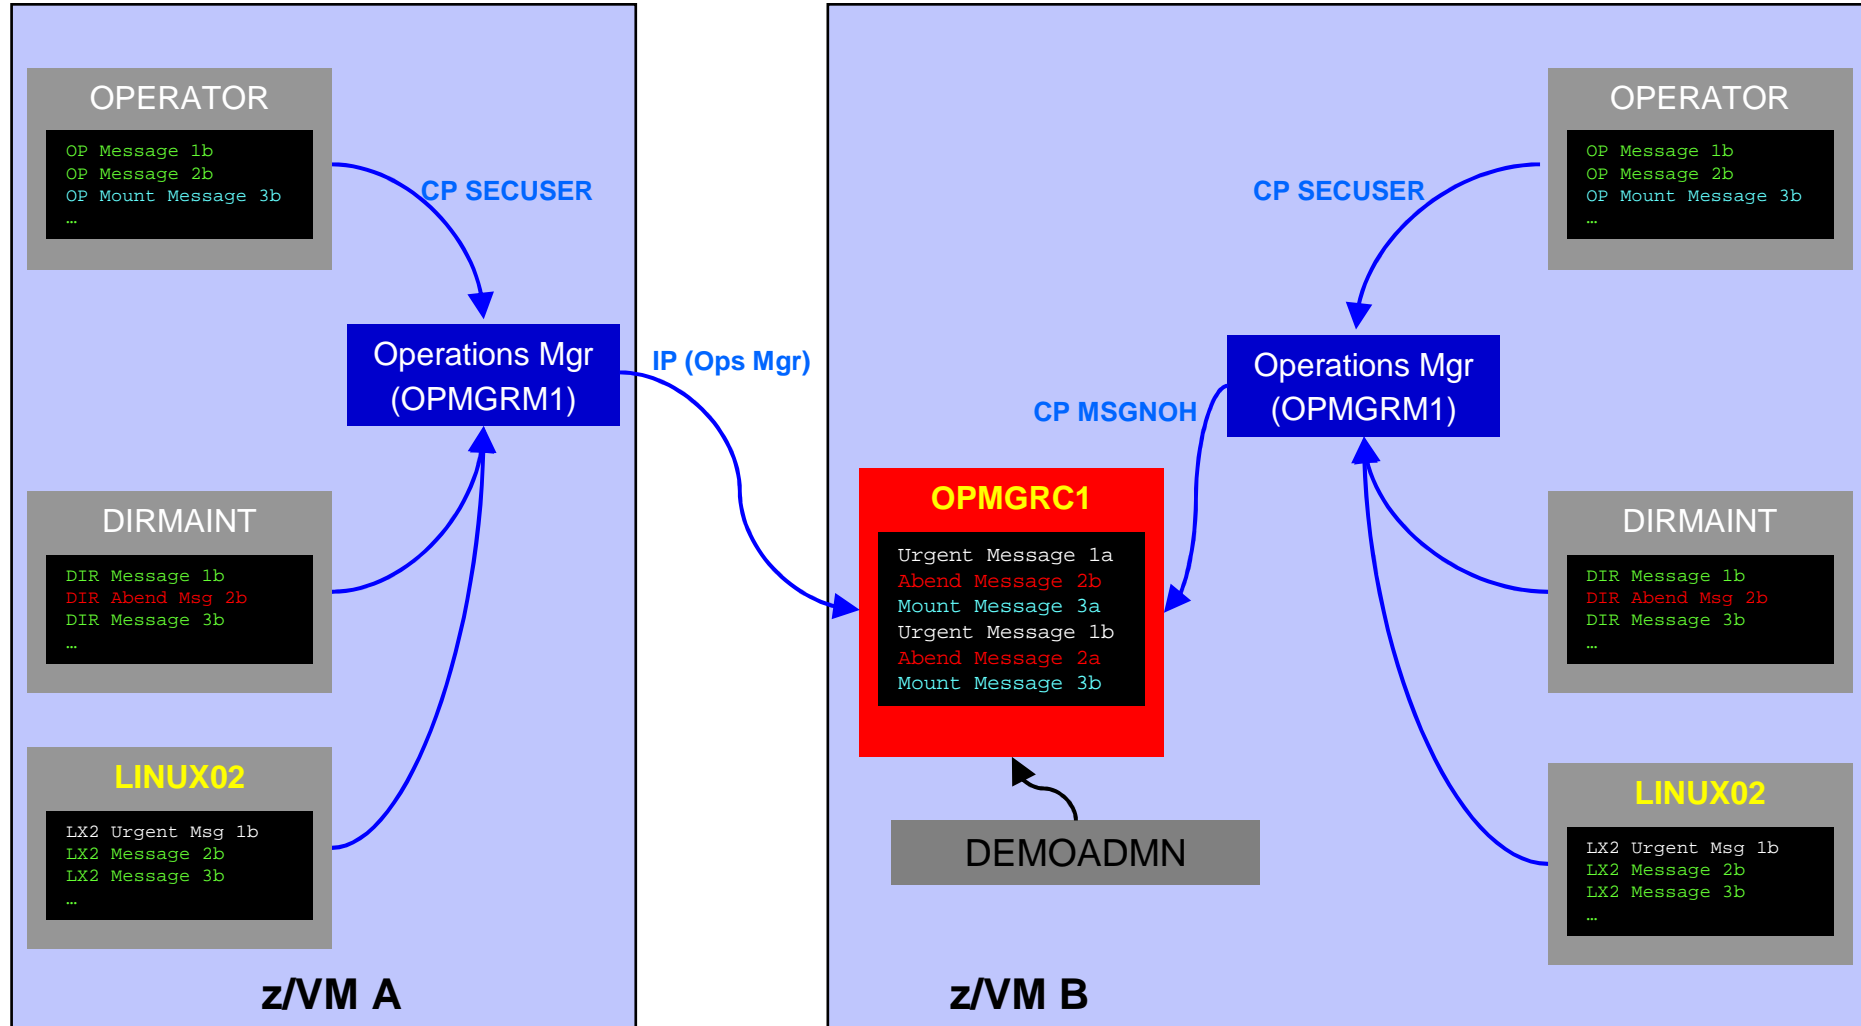 OPERATOR
OP Message 1b
OP Message 2b
OP Mount Message 3b
…
CP SECUSER
Operations Mgr
(OPMGRM1)
DIRMAINT
DIR Message 1b
DIR Abend Msg 2b
DIR Message 3b
…
LINUX02
LX2 Urgent Msg 1b
LX2 Message 2b
LX2 Message 3b
…
z/VM A
IP (Ops Mgr)
OPERATOR
OP Message 1b
OP Message 2b
OP Mount Message 3b
…
CP SECUSER
Operations Mgr
(OPMGRM1)
CP MSGNOH
OPMGRC1
Urgent Message 1a
Abend Message 2b
Mount Message 3a
Urgent Message 1b
Abend Message 2a
Mount Message 3b
DEMOADMN
DIRMAINT
DIR Message 1b
DIR Abend Msg 2b
DIR Message 3b
…
LINUX02
LX2 Urgent Msg 1b
LX2 Message 2b
LX2 Message 3b
…
z/VM B